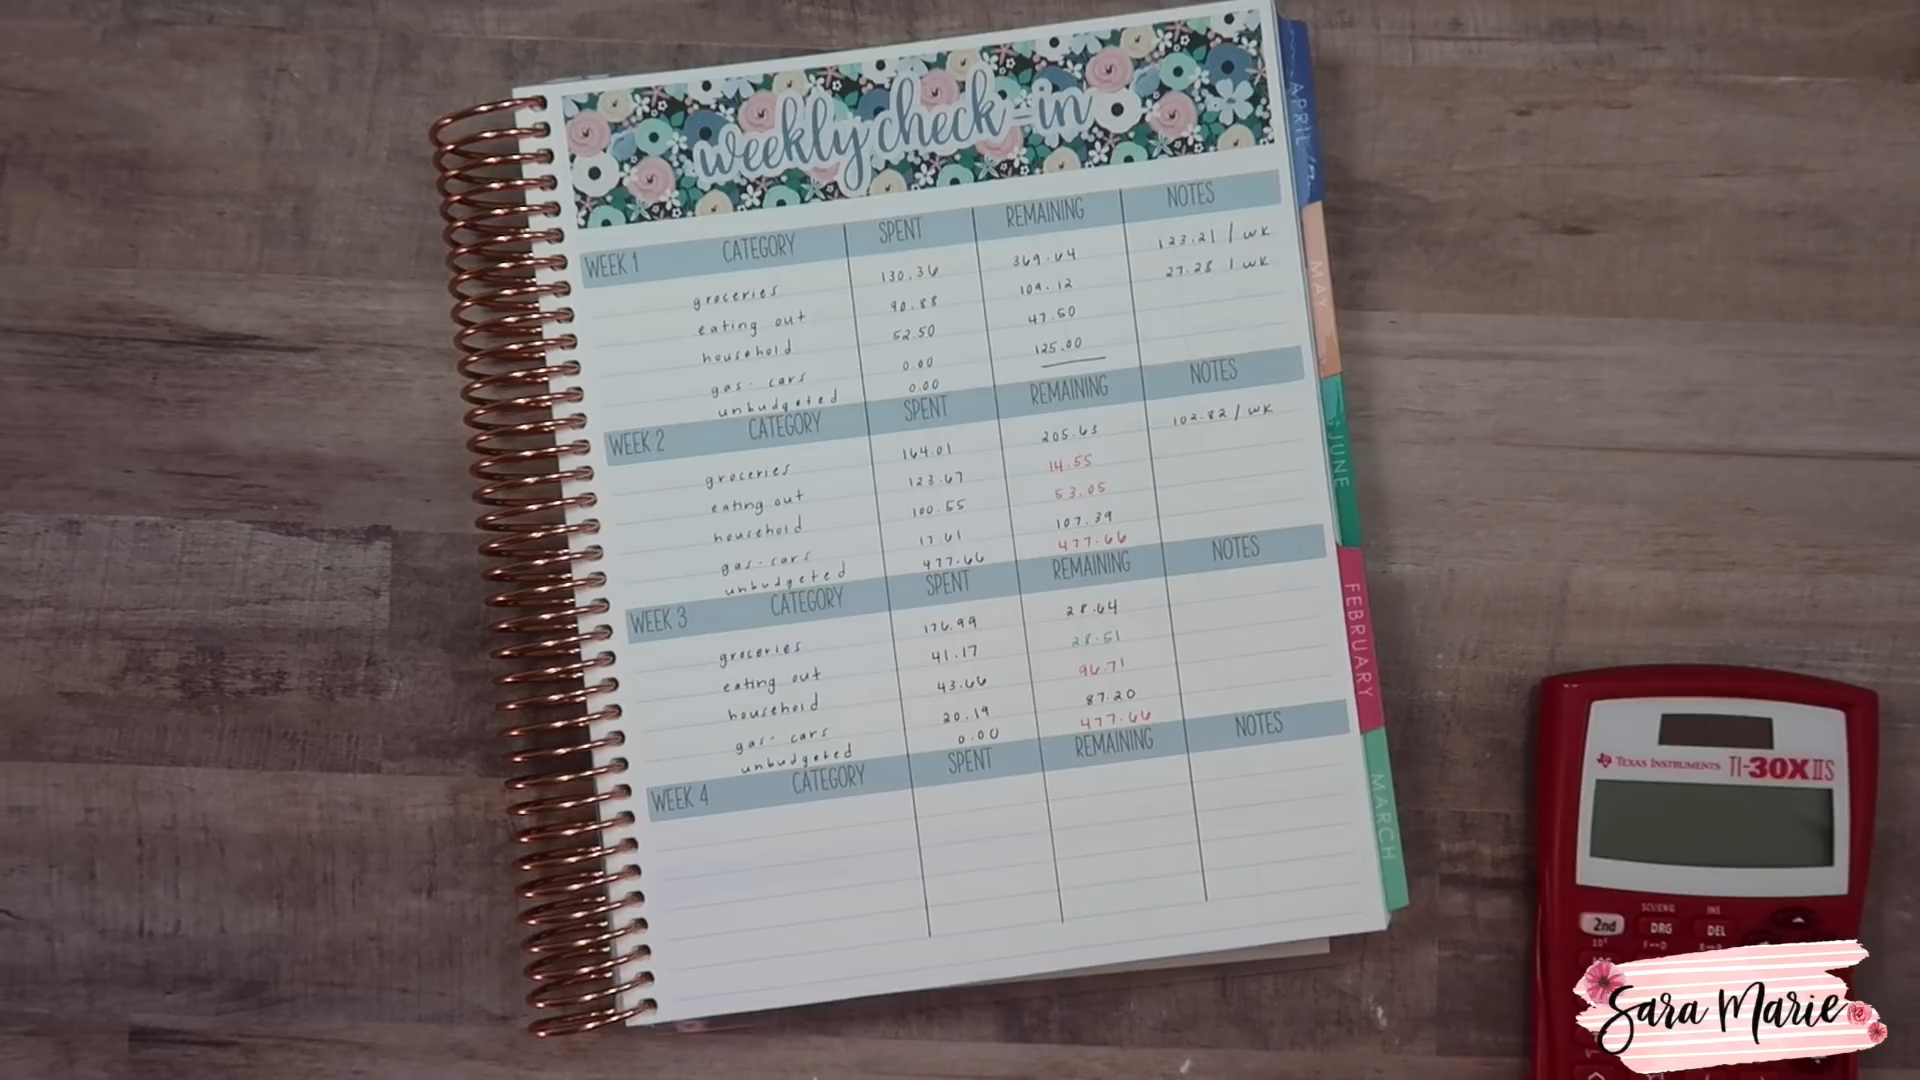 weekly check-in
WEEK 1 CATEGORY SPENT REMAINING NOTES
groceries 130.36 369.64 123.21 / wk
eating out 90.88 109.12 27.28 / wk
household 52.50 47.50
gas - cars 0.00 125.00
unbudgeted 0.00
WEEK 2 CATEGORY SPENT REMAINING NOTES
groceries 164.01 205.63 102.82 / wk
eating out 123.67 14.55
household 100.55 53.05
gas - cars 17.61 107.39
unbudgeted 477.66 477.66
WEEK 3 CATEGORY SPENT REMAINING NOTES
groceries 176.99 28.64
eating out 41.17 28.51
household 43.66 96.71
gas - cars 20.19 87.20
unbudgeted 0.00 477.66
WEEK 4 CATEGORY SPENT REMAINING NOTES
APRIL
MAY
JUNE
FEBRUARY
MARCH
TEXAS INSTRUMENTS TI-30X IIS
SCI/ENG INS
2nd DRG DEL
Sara Marie